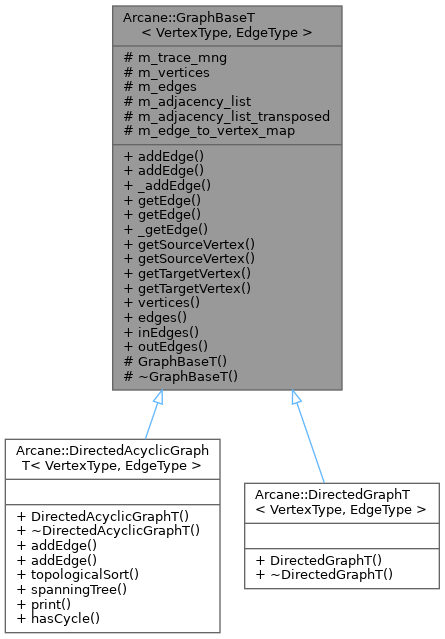 Arcane::GraphBaseT
< VertexType, EdgeType >
# m_trace_mng
# m_vertices
# m_edges
# m_adjacency_list
# m_adjacency_list_transposed
# m_edge_to_vertex_map
+ addEdge()
+ addEdge()
+ _addEdge()
+ getEdge()
+ getEdge()
+ _getEdge()
+ getSourceVertex()
+ getSourceVertex()
+ getTargetVertex()
+ getTargetVertex()
+ vertices()
+ edges()
+ inEdges()
+ outEdges()
# GraphBaseT()
# ~GraphBaseT()
Arcane::DirectedAcyclicGraph
T< VertexType, EdgeType >
+ DirectedAcyclicGraphT()
+ ~DirectedAcyclicGraphT()
+ addEdge()
+ addEdge()
+ topologicalSort()
+ spanningTree()
+ print()
+ hasCycle()
Arcane::DirectedGraphT
< VertexType, EdgeType >
+ DirectedGraphT()
+ ~DirectedGraphT()